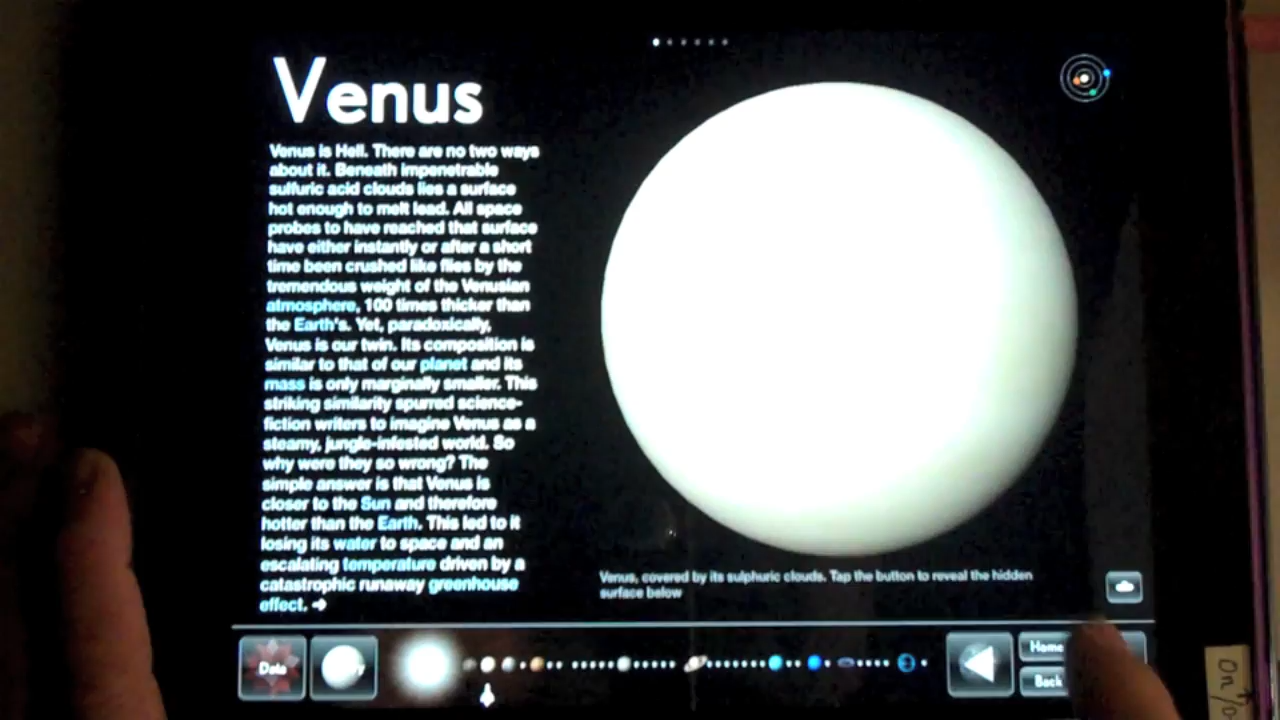 Venus
Venus is Hell. There are no two ways
about it. Beneath impenetrable
sulfuric acid clouds lies a surface
hot enough to melt lead. All space
probes to have reached that surface
have either instantly or after a short
time been crushed like flies by the
tremendous weight of the Venusian
atmosphere, 100 times thicker than
the Earth's. Yet, paradoxically,
Venus is our twin. Its composition is
similar to that of our planet and its
mass is only marginally smaller. This
striking similarity spurred science-
fiction writers to imagine Venus as a
steamy, jungle-infested world. So
why were they so wrong? The
simple answer is that Venus is
closer to the Sun and therefore
hotter than the Earth. This led to it
losing its water to space and an
escalating temperature driven by a
catastrophic runaway greenhouse
effect. ➔
Venus, covered by its sulphuric clouds. Tap the button to reveal the hidden
surface below
Data
Home
Back
On/o